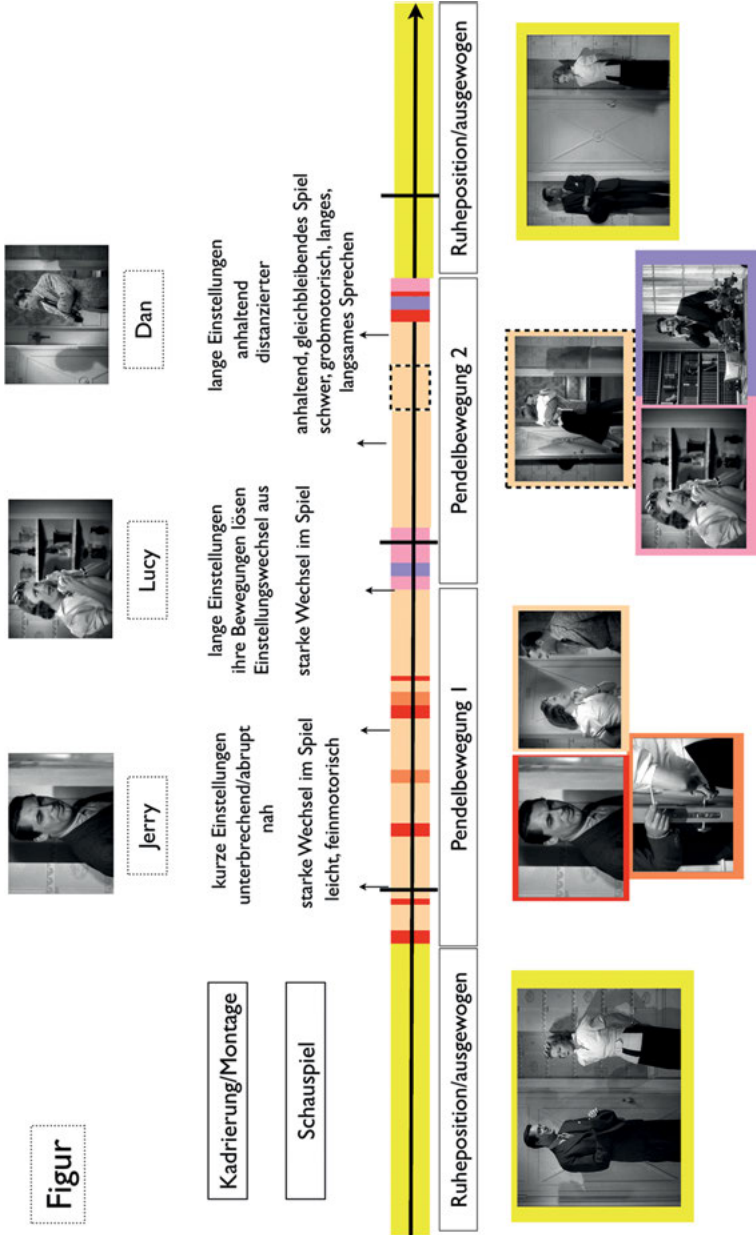 Figur
Jerry
Lucy
Dan
Kadrierung/Montage
kurze Einstellungen
unterbrechend/abrupt
nah
lange Einstellungen
ihre Bewegungen lösen
Einstellungswechsel aus
lange Einstellungen
anhaltend
distanzierter
Schauspiel
starke Wechsel im Spiel
leicht, feinmotorisch
starke Wechsel im Spiel
anhaltend, gleichbleibendes Spiel
schwer, grobmotorisch, langes,
langsames Sprechen
Ruheposition/ausgewogen
Pendelbewegung 1
Pendelbewegung 2
Ruheposition/ausgewogen